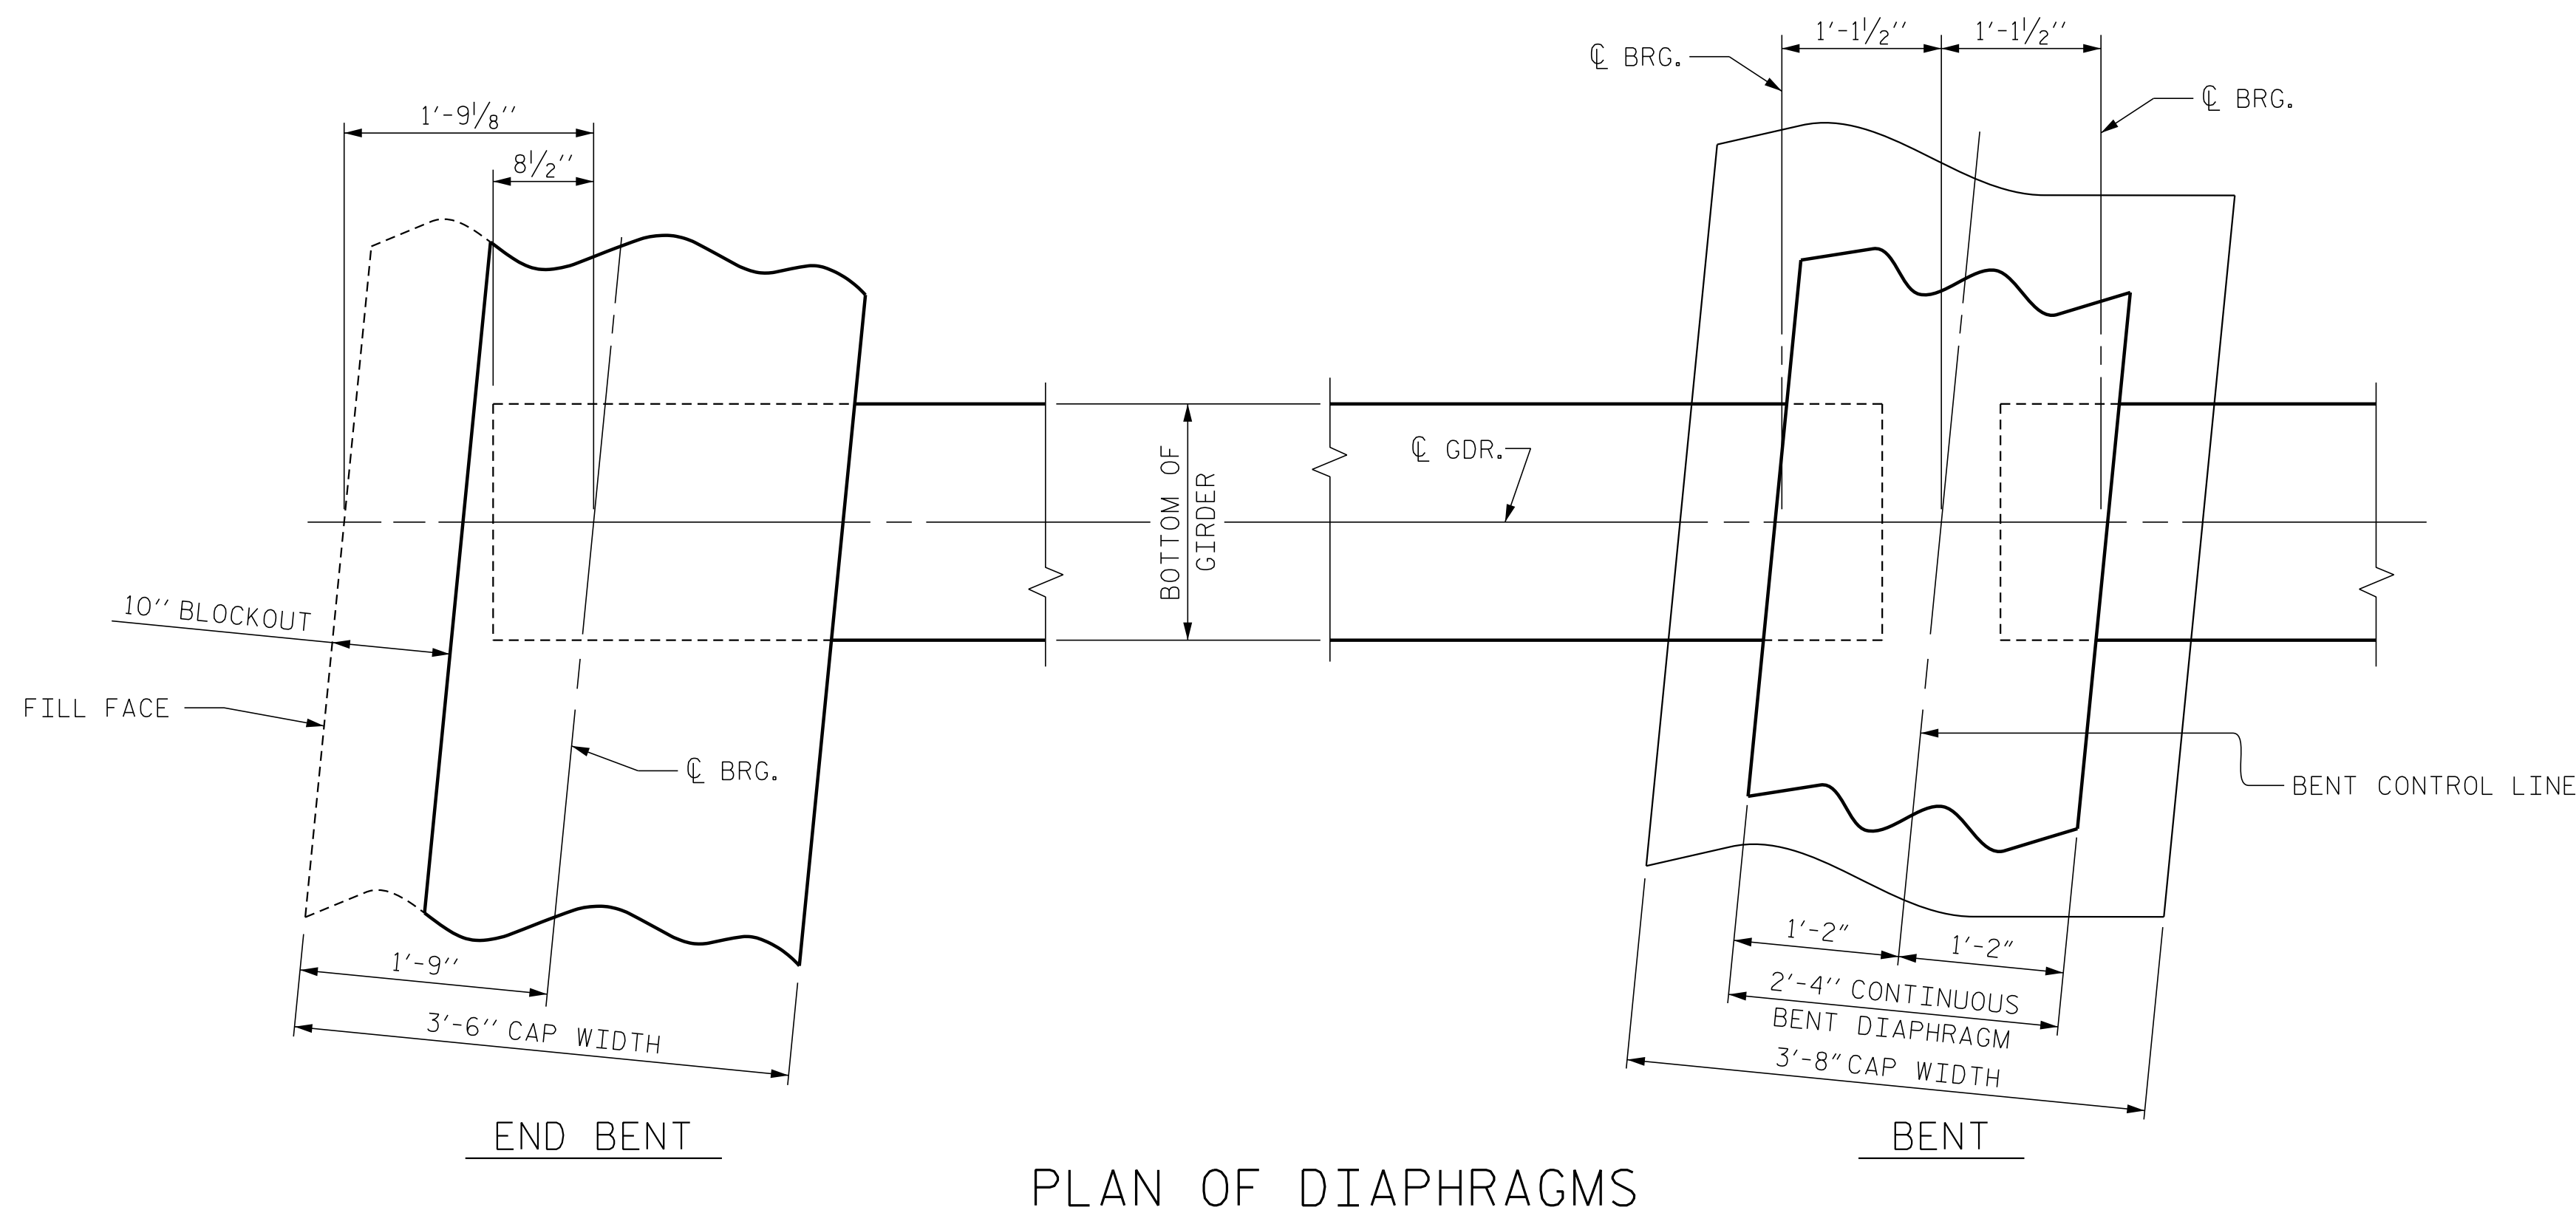 1'-1 1/2" 1'-1 1/2"
℄ BRG.
℄ BRG.
1'-9 1/8"
8 1/2"
℄ GDR.
BOTTOM OF
GIRDER
10" BLOCKOUT
FILL FACE
℄ BRG.
BENT CONTROL LINE
1'-9"
3'-6" CAP WIDTH
1'-2" 1'-2"
2'-4" CONTINUOUS
BENT DIAPHRAGM
3'-8" CAP WIDTH
END BENT
BENT
PLAN OF DIAPHRAGMS